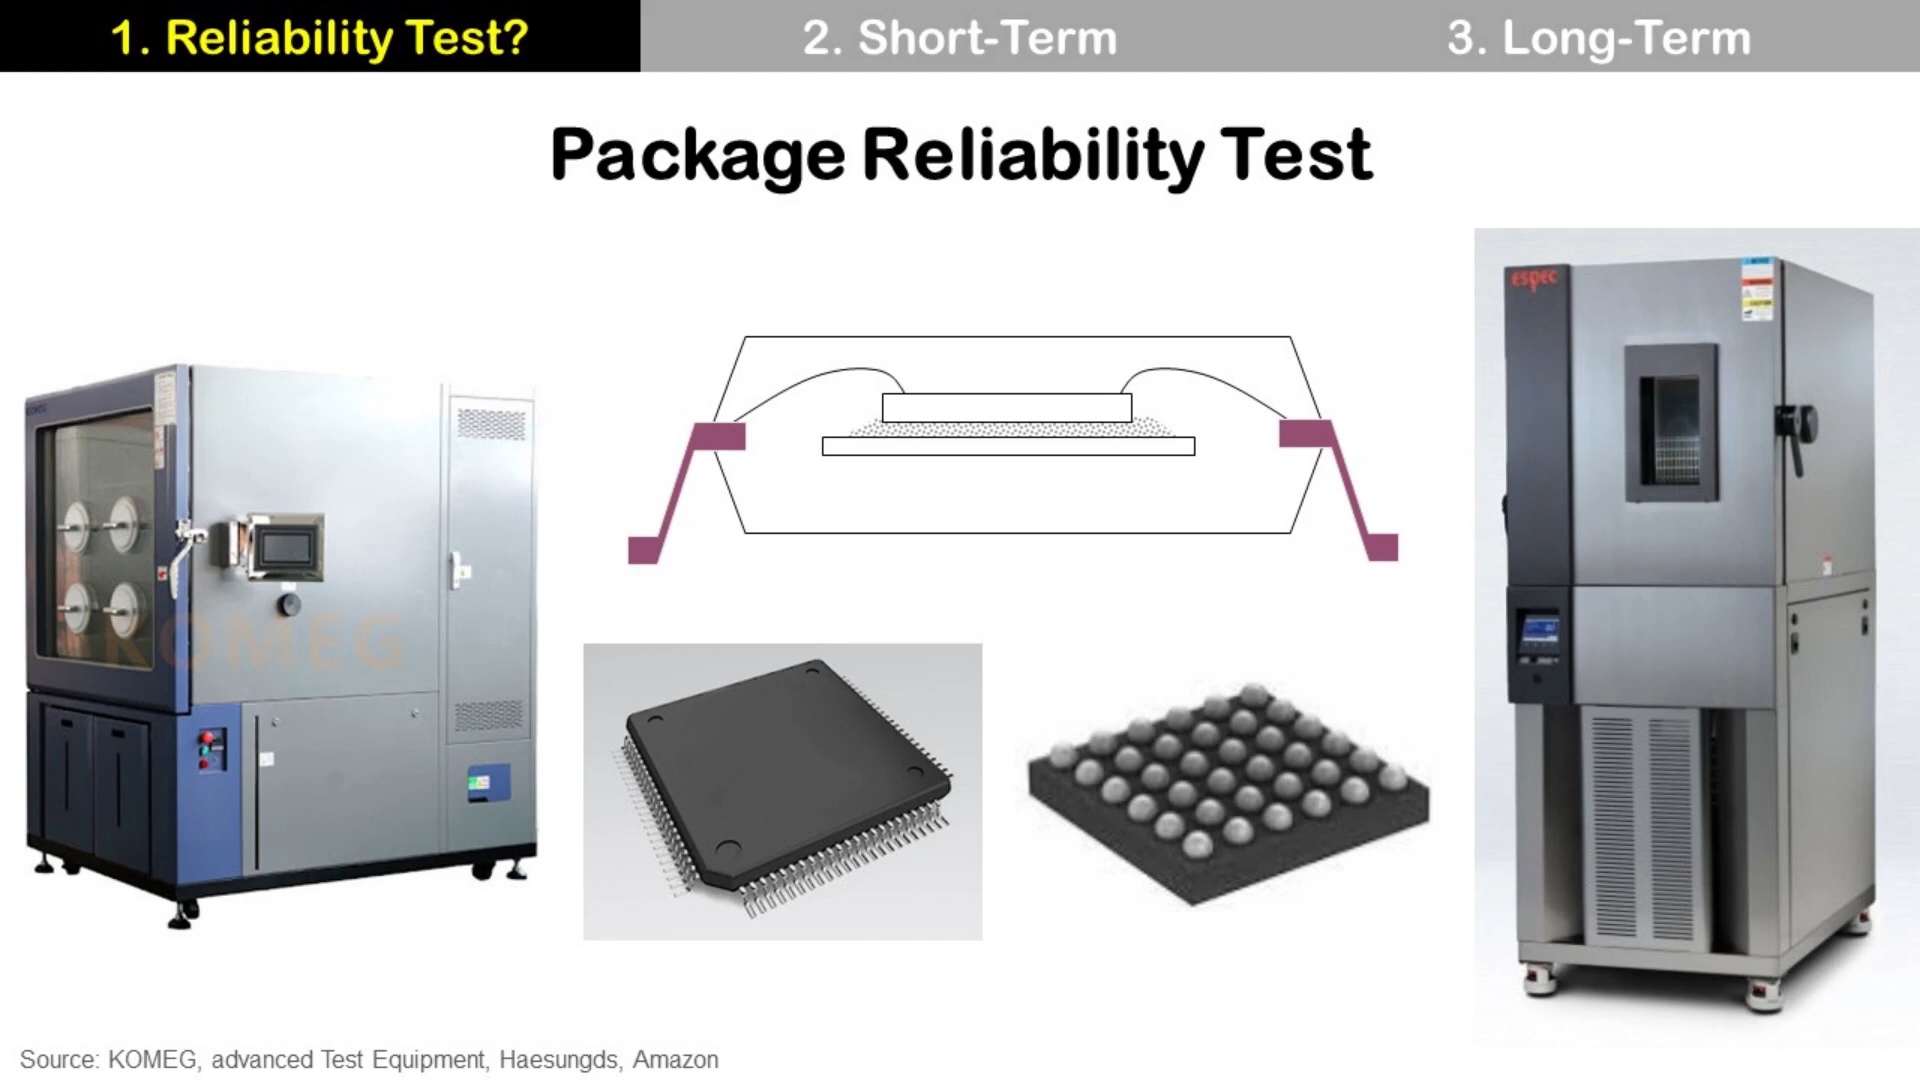 1. Reliability Test?
2. Short-Term
3. Long-Term
Package Reliability Test
ESPEC
KOMEG
KOMEG
Source: KOMEG, advanced Test Equipment, Haesungds, Amazon